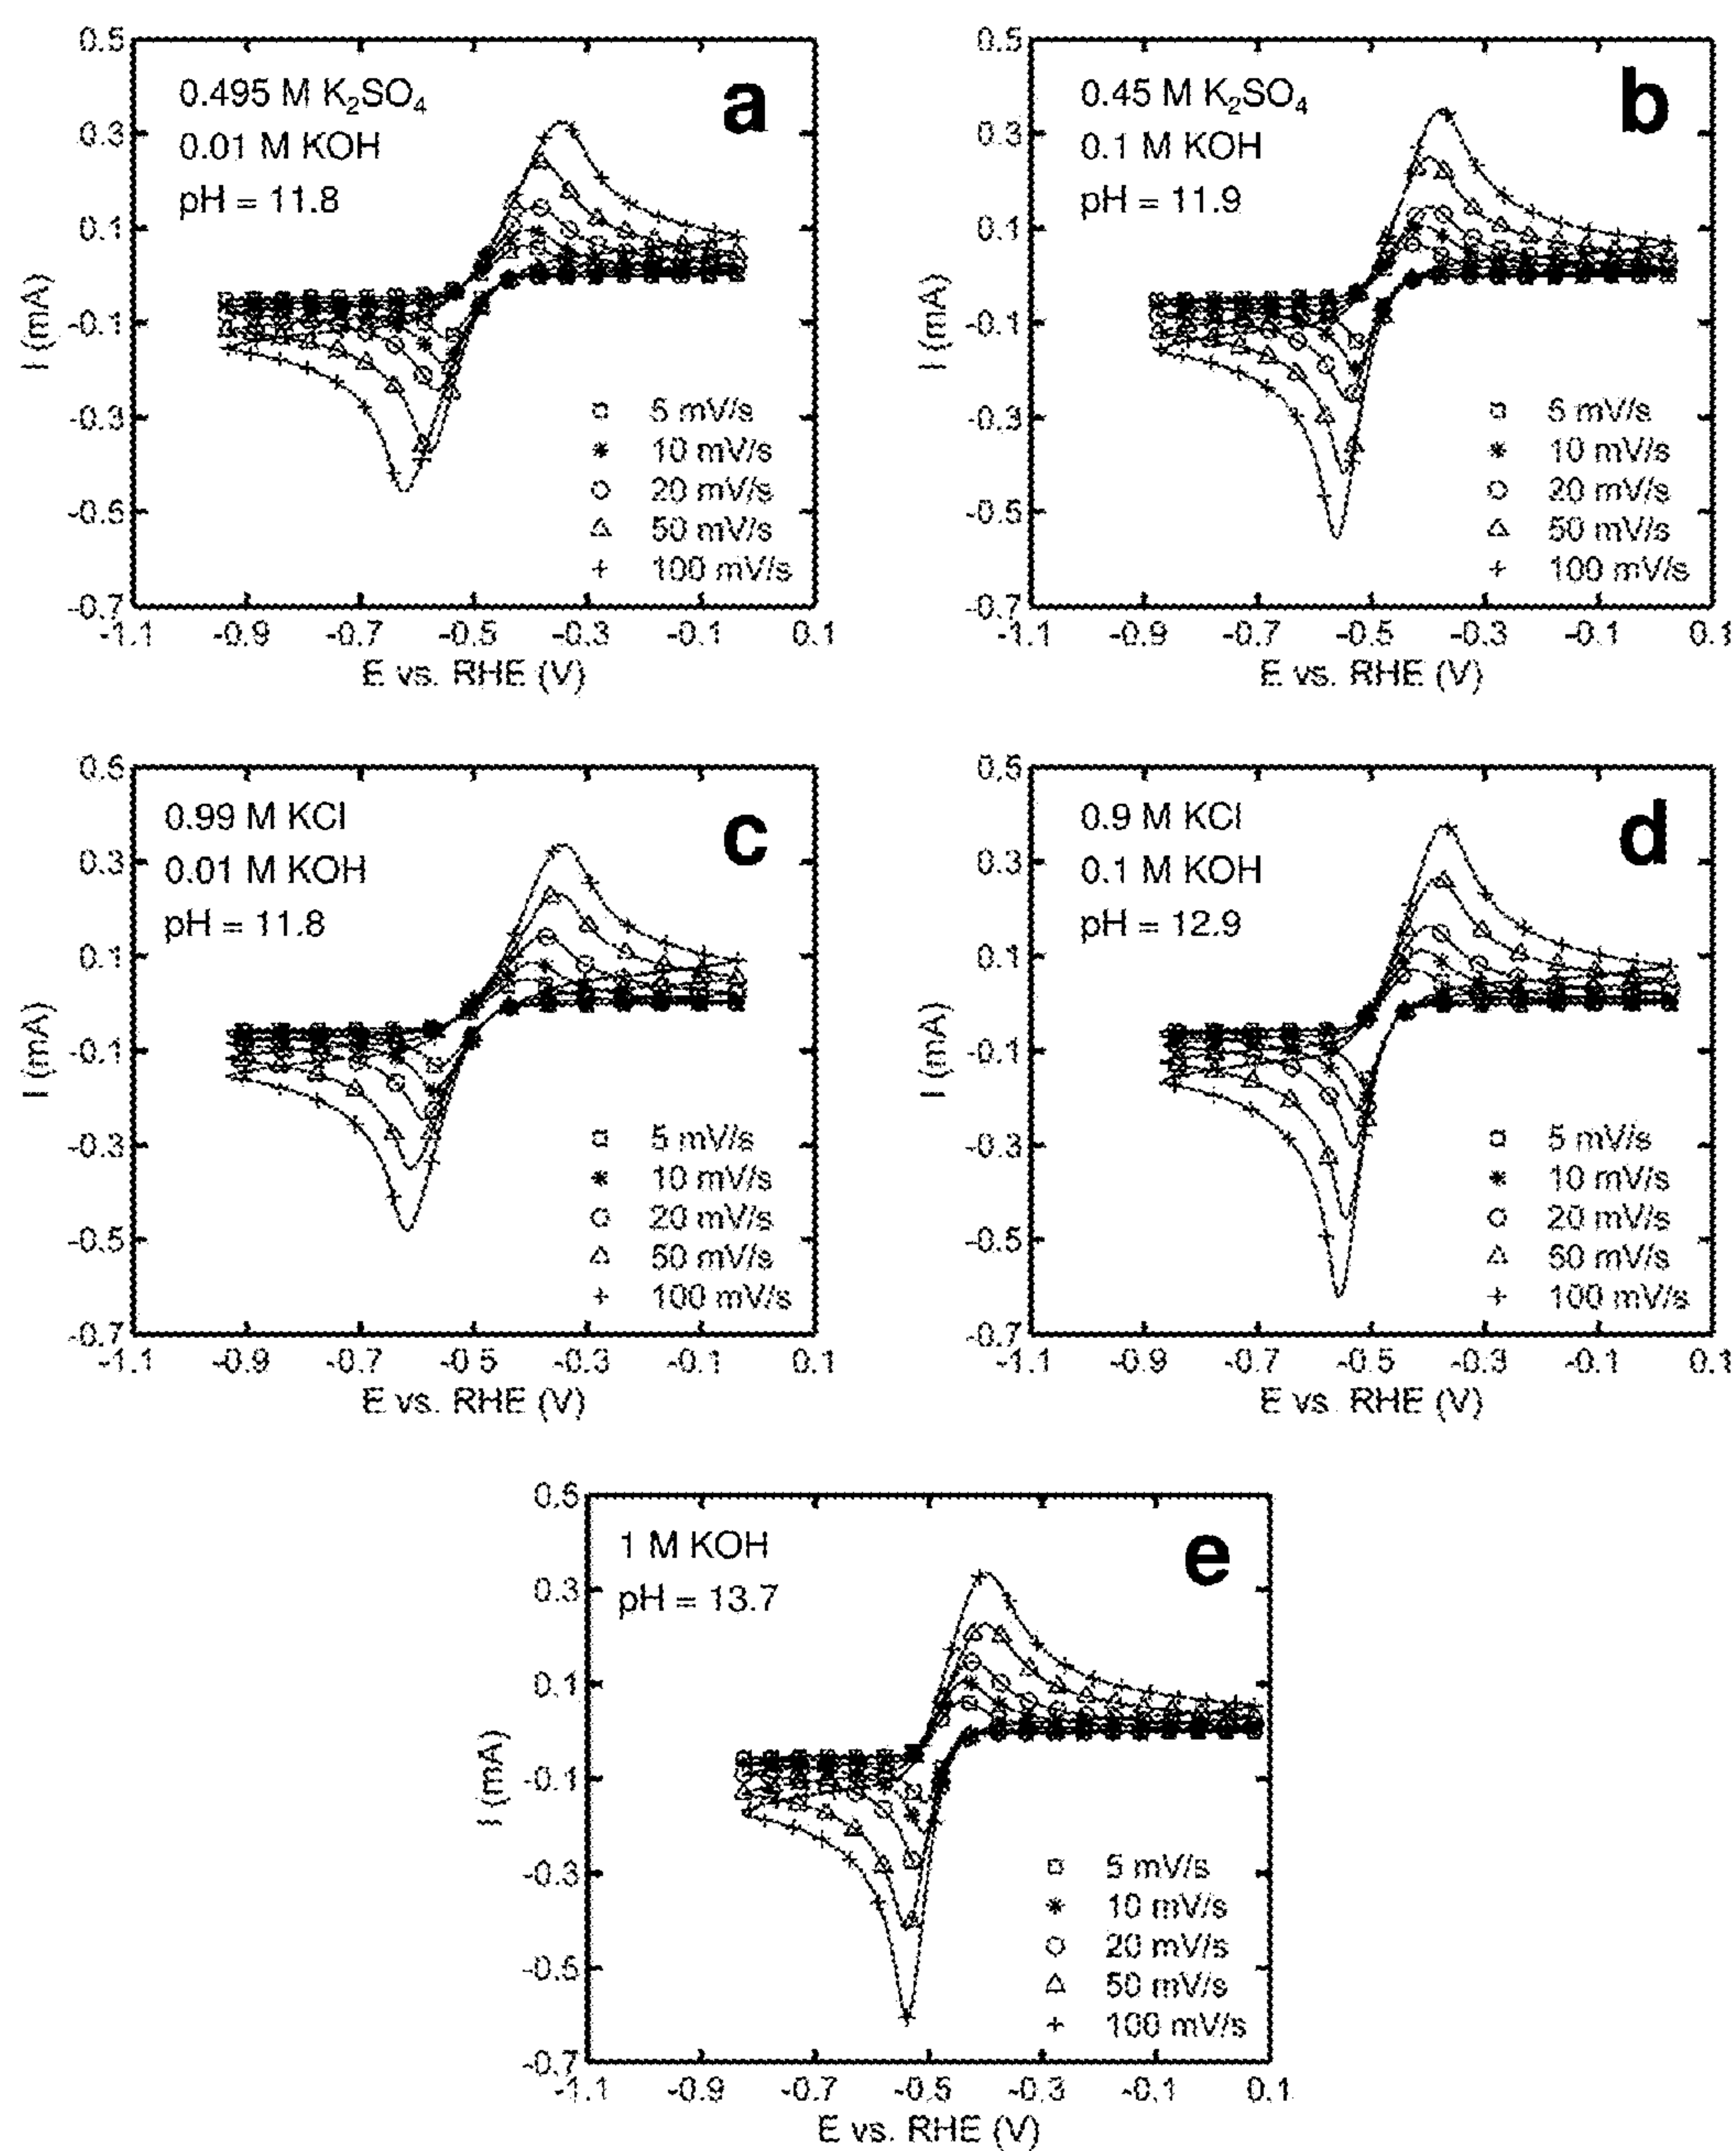 0.495 M K₂SO₄
0.01 M KOH
pH = 11.8
a
0.5
0.3
0.1
-0.1
-0.3
-0.5
-0.7
I (mA)
5 mV/s
10 mV/s
20 mV/s
50 mV/s
100 mV/s
-1.1 -0.9 -0.7 -0.5 -0.3 -0.1 0.1
E vs. RHE (V)
0.45 M K₂SO₄
0.1 M KOH
pH = 11.9
b
0.5
0.3
0.1
-0.1
-0.3
-0.5
-0.7
I (mA)
5 mV/s
10 mV/s
20 mV/s
50 mV/s
100 mV/s
-1.1 -0.9 -0.7 -0.5 -0.3 -0.1 0.1
E vs. RHE (V)
0.99 M KCl
0.01 M KOH
pH = 11.8
c
0.5
0.3
0.1
-0.1
-0.3
-0.5
-0.7
I (mA)
5 mV/s
10 mV/s
20 mV/s
50 mV/s
100 mV/s
-1.1 -0.9 -0.7 -0.5 -0.3 -0.1 0.1
E vs. RHE (V)
0.9 M KCl
0.1 M KOH
pH = 12.9
d
0.5
0.3
0.1
-0.1
-0.3
-0.5
-0.7
I (mA)
5 mV/s
10 mV/s
20 mV/s
50 mV/s
100 mV/s
-1.1 -0.9 -0.7 -0.5 -0.3 -0.1 0.1
E vs. RHE (V)
1 M KOH
pH = 13.7
e
0.5
0.3
0.1
-0.1
-0.3
-0.5
-0.7
I (mA)
5 mV/s
10 mV/s
20 mV/s
50 mV/s
100 mV/s
-1.1 -0.9 -0.7 -0.5 -0.3 -0.1 0.1
E vs. RHE (V)